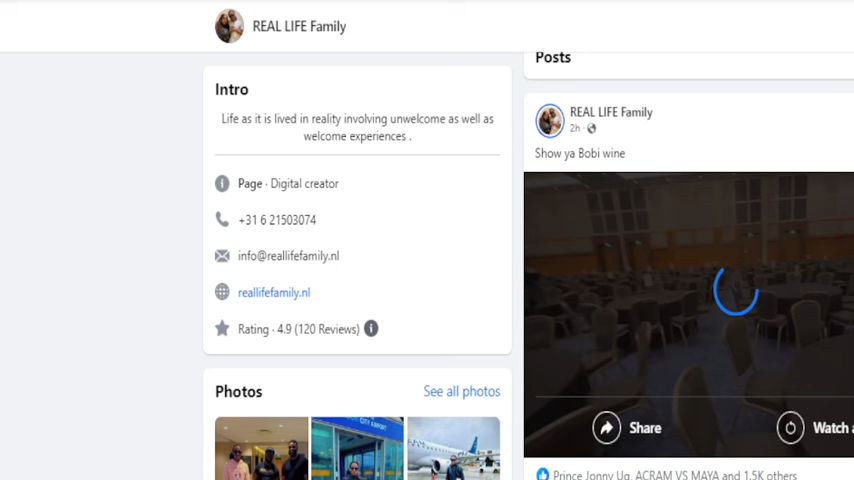 REAL LIFE Family
Intro
Life as it is lived in reality involving unwelcome as well as
welcome experiences .
Page · Digital creator
+31 6 21503074
info@reallifefamily.nl
reallifefamily.nl
Rating · 4.9 (120 Reviews)
Photos
See all photos
CITY AIRPORT
Posts
REAL LIFE Family
2h ·
Show ya Bobi wine
Share
Watch a
Prince Jonny Ug, ACRAM VS MAYA and 1.5K others